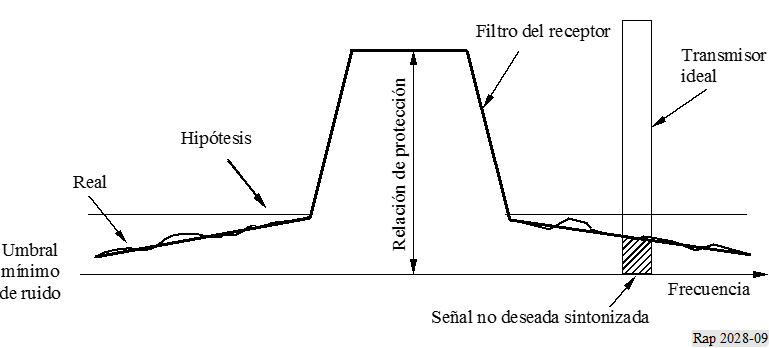 Filtro del receptor
Transmisor
ideal
Hipótesis
Real
Relación de protección
Umbral
mínimo
de ruido
Frecuencia
Señal no deseada sintonizada
Rap 2028-09